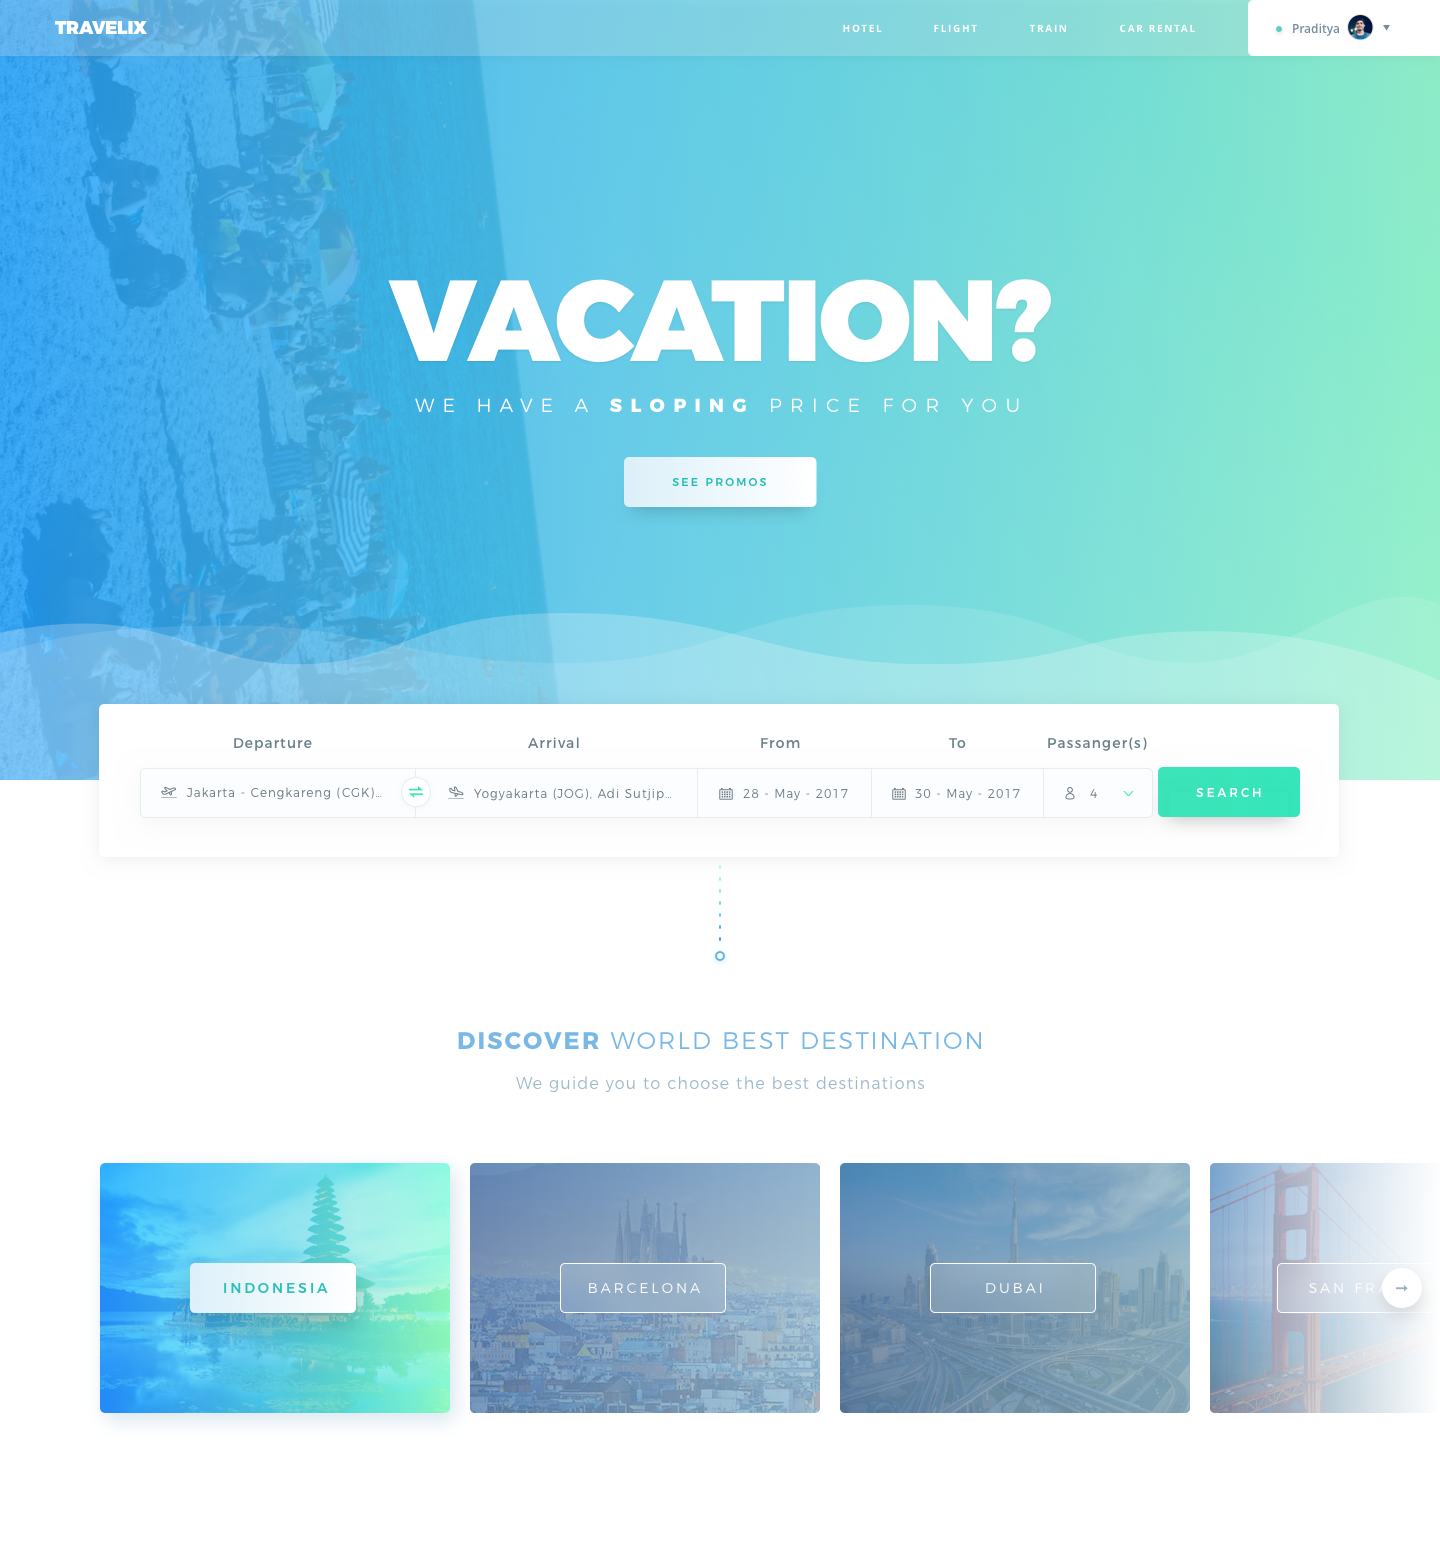 TRAVELIX
HOTEL FLIGHT TRAIN CAR RENTAL Praditya
VACATION?
WE HAVE A SLOPING PRICE FOR YOU
SEE PROMOS
Departure Arrival From To Passanger(s)
Jakarta - Cengkareng (CGK)... Yogyakarta (JOG), Adi Sutjip... 28 - May - 2017 30 - May - 2017 4 SEARCH
DISCOVER WORLD BEST DESTINATION
We guide you to choose the best destinations
INDONESIA BARCELONA DUBAI SAN FRA